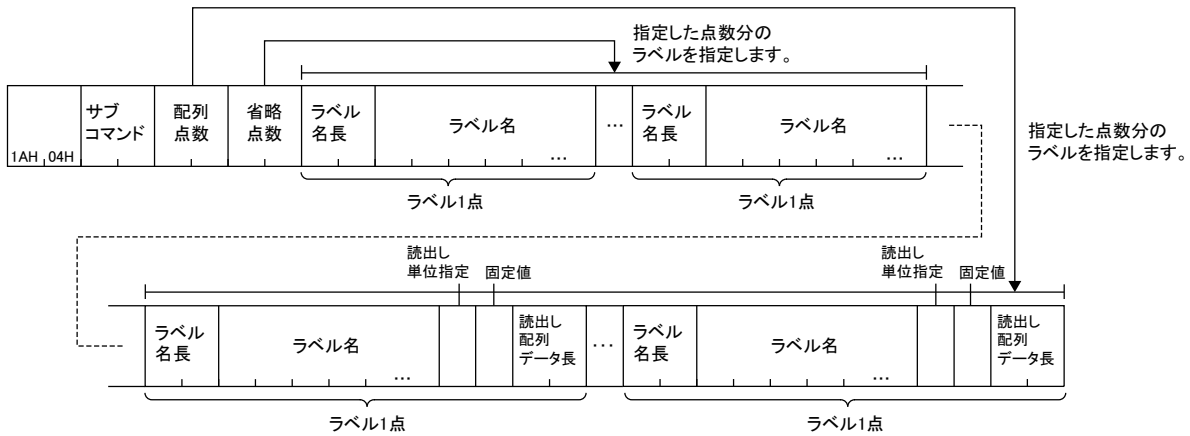 指定した点数分の
ラベルを指定します。
1AH 04H
サブ
コマンド
配列
点数
省略
点数
ラベル
名長
ラベル名
…
…
ラベル
名長
ラベル名
…
ラベル1点
ラベル1点
指定した点数分の
ラベルを指定します。
読出し
単位指定
固定値
読出し
単位指定
固定値
ラベル
名長
ラベル名
…
読出し
配列
データ長
…
ラベル
名長
ラベル名
…
読出し
配列
データ長
ラベル1点
ラベル1点